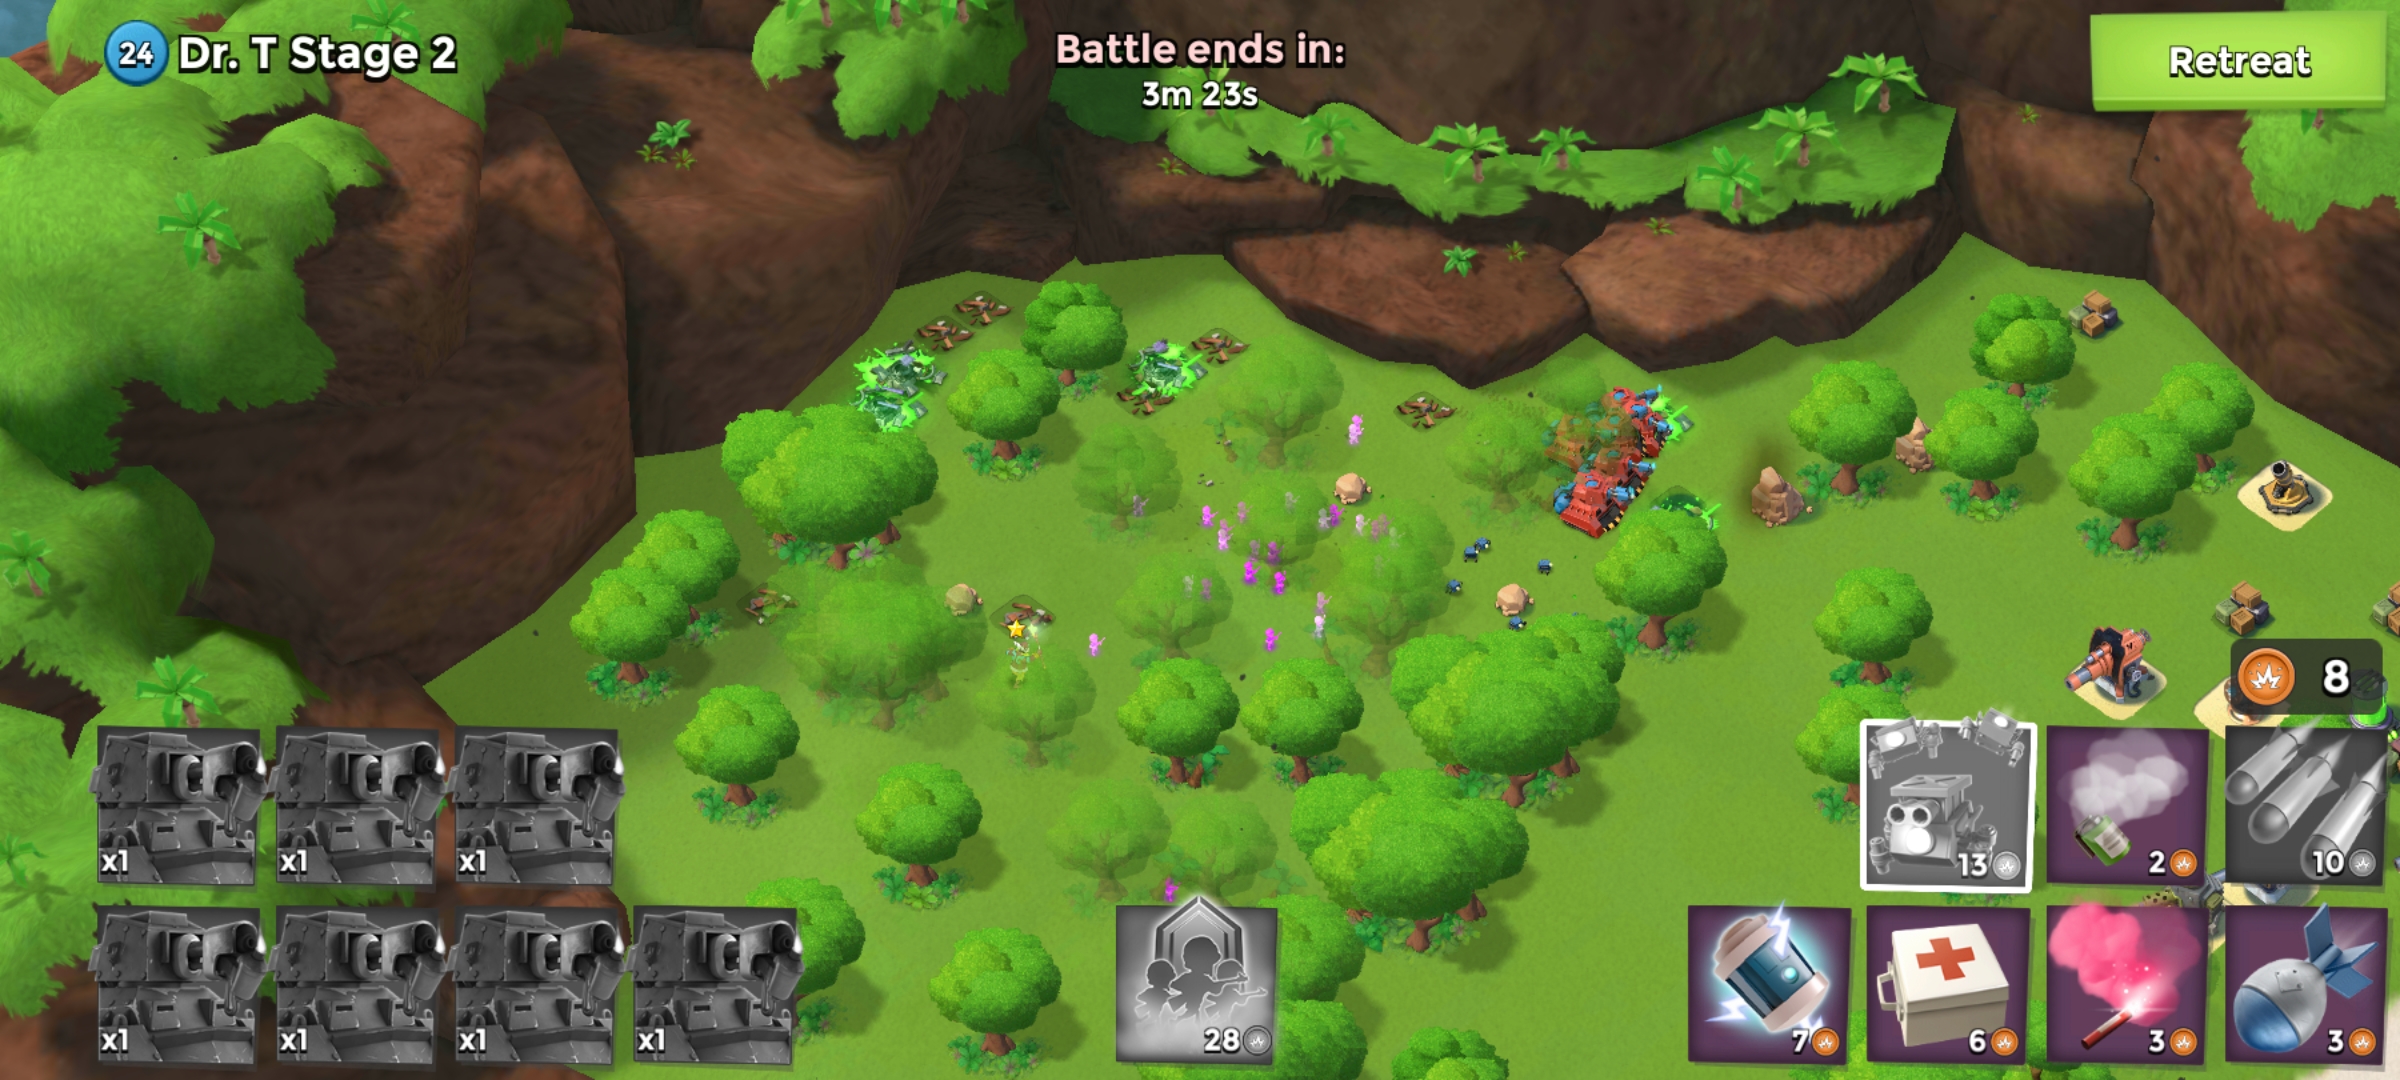 24 Dr. T Stage 2
Battle ends in:
3m 23s
Retreat
8
x1
x1
x1
13
2
10
x1
x1
x1
x1
28
7
6
3
3